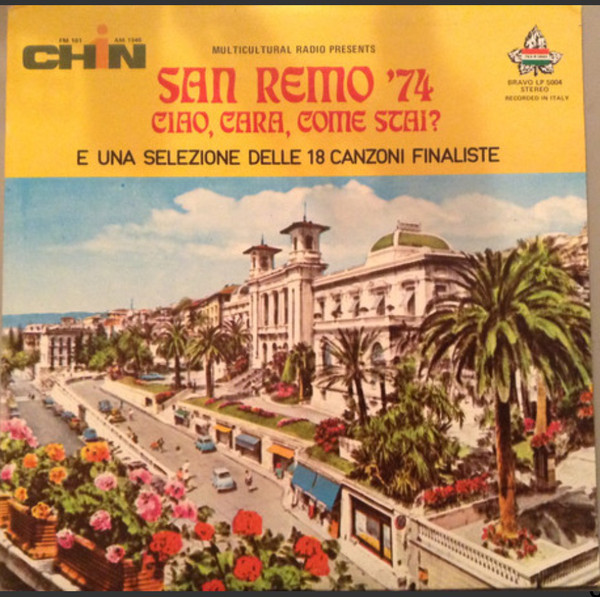 FM 101 AM 1540
CHiN
MULTICULTURAL RADIO PRESENTS
SAN REMO '74
CIAO, CARA, COME STAI?
E UNA SELEZIONE DELLE 18 CANZONI FINALISTE
BRAVO LP 5004
STEREO
RECORDED IN ITALY